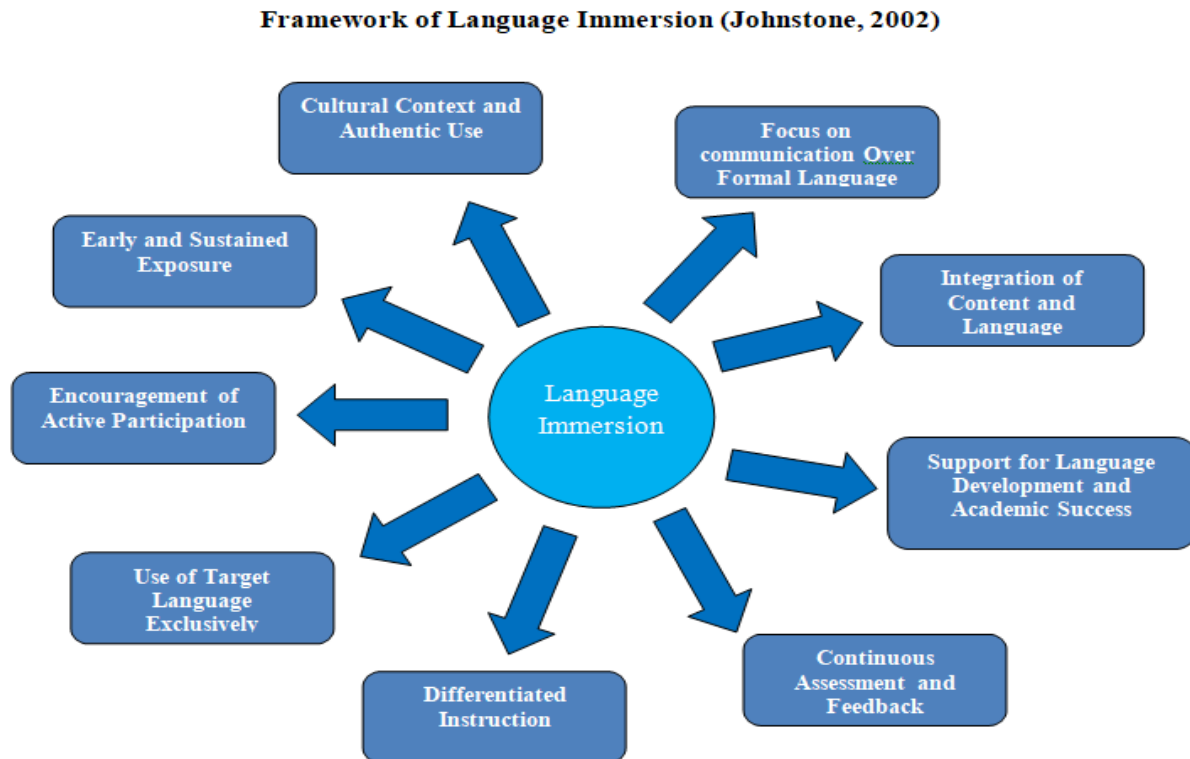 Framework of Language Immersion (Johnstone, 2002)
Cultural Context and
Authentic Use
Focus on
communication Over
Formal Language
Early and Sustained
Exposure
Integration of
Content and
Language
Encouragement of
Active Participation
Language
Immersion
Support for Language
Development and
Academic Success
Use of Target
Language
Exclusively
Differentiated
Instruction
Continuous
Assessment and
Feedback